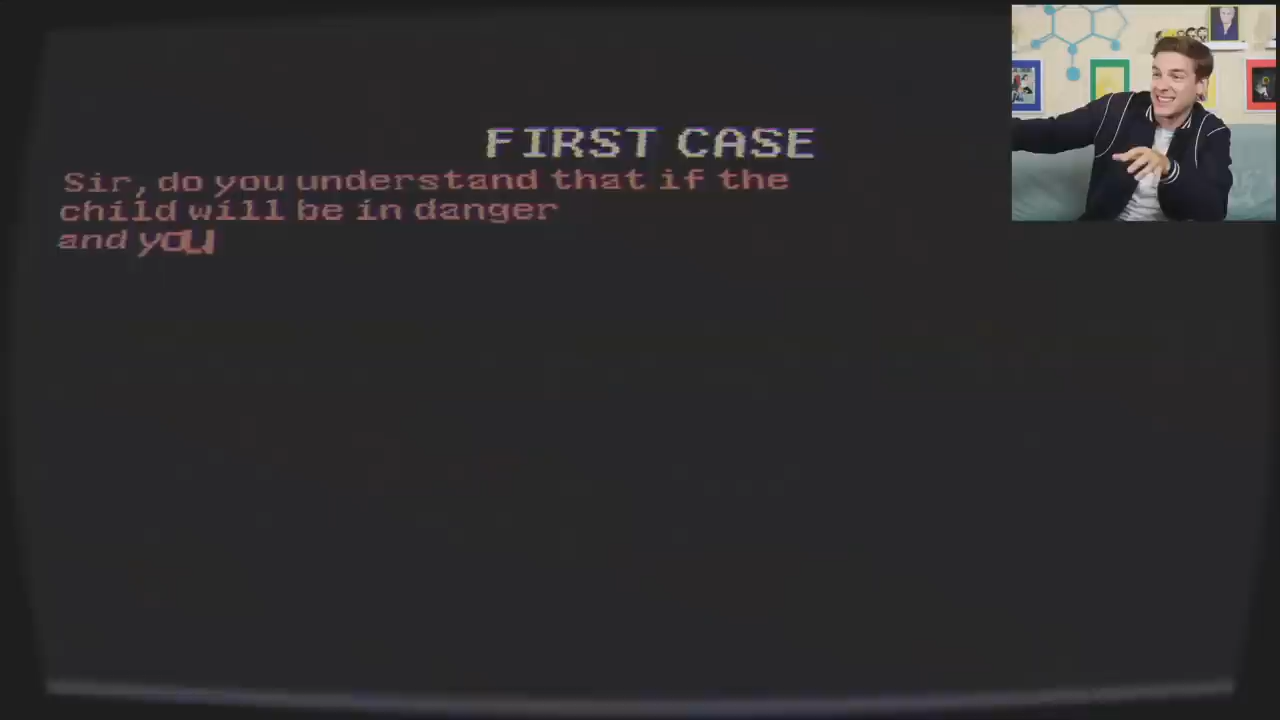 FIRST CASE
Sir, do you understand that if the
child will be in danger
and you